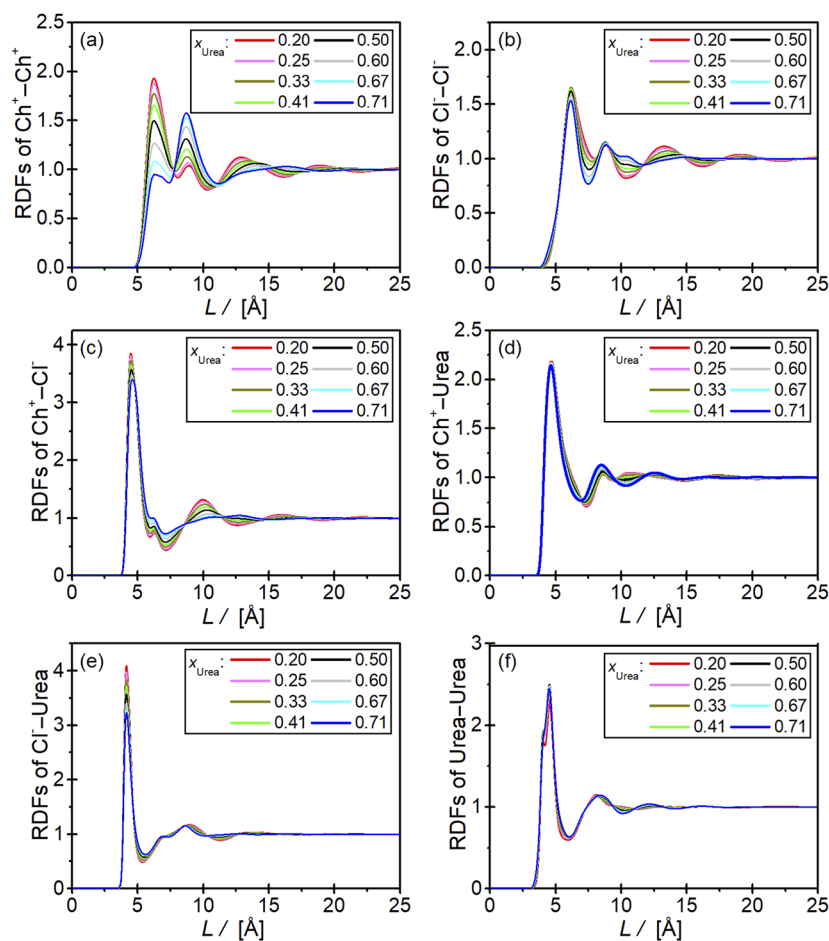 (a)
x Urea:
0.20 0.50
0.25 0.60
0.33 0.67
0.41 0.71
2.5
2.0
1.5
1.0
0.5
0.0
RDFs of Ch⁺–Ch⁺
0 5 10 15 20 25
L / [Å]
(b)
x Urea:
0.20 0.50
0.25 0.60
0.33 0.67
0.41 0.71
2.0
1.5
1.0
0.5
0.0
RDFs of Cl⁻–Cl⁻
0 5 10 15 20 25
L / [Å]
(c)
x Urea:
0.20 0.50
0.25 0.60
0.33 0.67
0.41 0.71
4
3
2
1
0
RDFs of Ch⁺–Cl⁻
0 5 10 15 20 25
L / [Å]
(d)
x Urea:
0.20 0.50
0.25 0.60
0.33 0.67
0.41 0.71
2.5
2.0
1.5
1.0
0.5
0.0
RDFs of Ch⁺–Urea
0 5 10 15 20 25
L / [Å]
(e)
x Urea:
0.20 0.50
0.25 0.60
0.33 0.67
0.41 0.71
4
3
2
1
0
RDFs of Cl⁻–Urea
0 5 10 15 20 25
L / [Å]
(f)
x Urea:
0.20 0.50
0.25 0.60
0.33 0.67
0.41 0.71
3
2
1
0
RDFs of Urea–Urea
0 5 10 15 20 25
L / [Å]